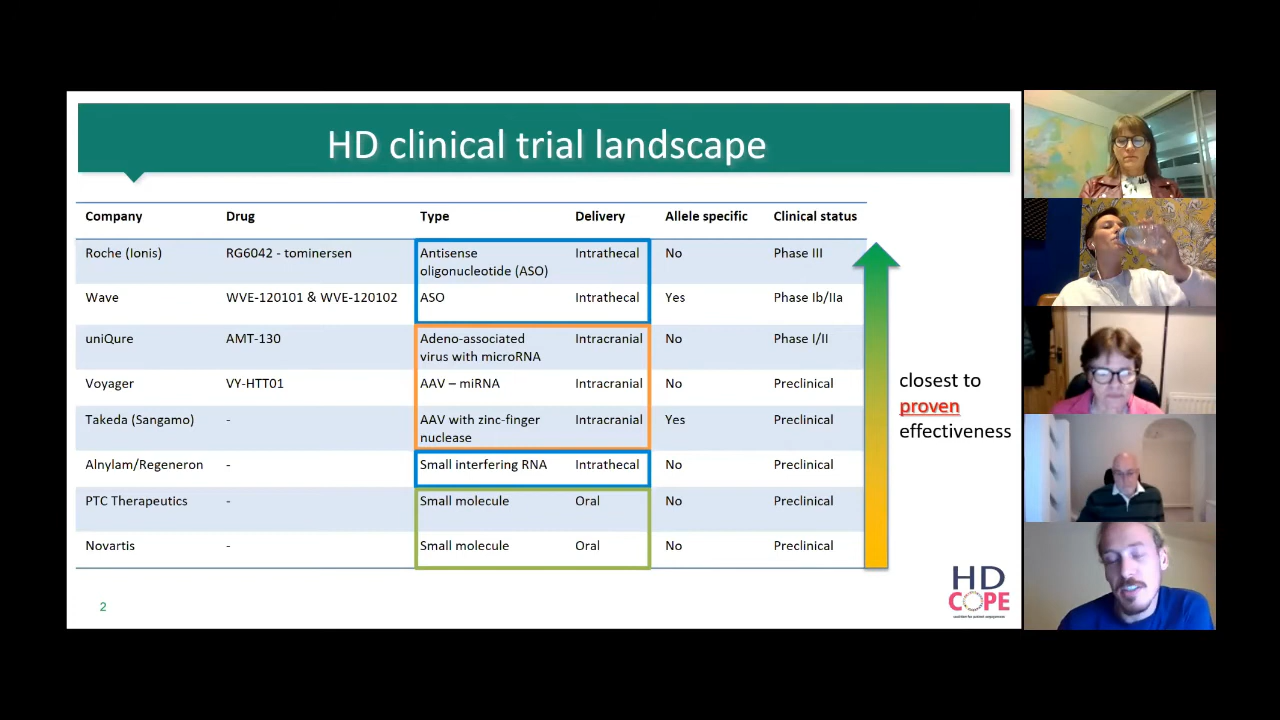 HD clinical trial landscape
Company Drug Type Delivery Allele specific Clinical status
Roche (Ionis) RG6042 - tominersen Antisense oligonucleotide (ASO) Intrathecal No Phase III
Wave WVE-120101 & WVE-120102 ASO Intrathecal Yes Phase Ib/IIa
uniQure AMT-130 Adeno-associated virus with microRNA Intracranial No Phase I/II
Voyager VY-HTT01 AAV – miRNA Intracranial No Preclinical
Takeda (Sangamo) - AAV with zinc-finger nuclease Intracranial Yes Preclinical
Alnylam/Regeneron - Small interfering RNA Intrathecal No Preclinical
PTC Therapeutics - Small molecule Oral No Preclinical
Novartis - Small molecule Oral No Preclinical
closest to
proven
effectiveness
HD
COPE
2